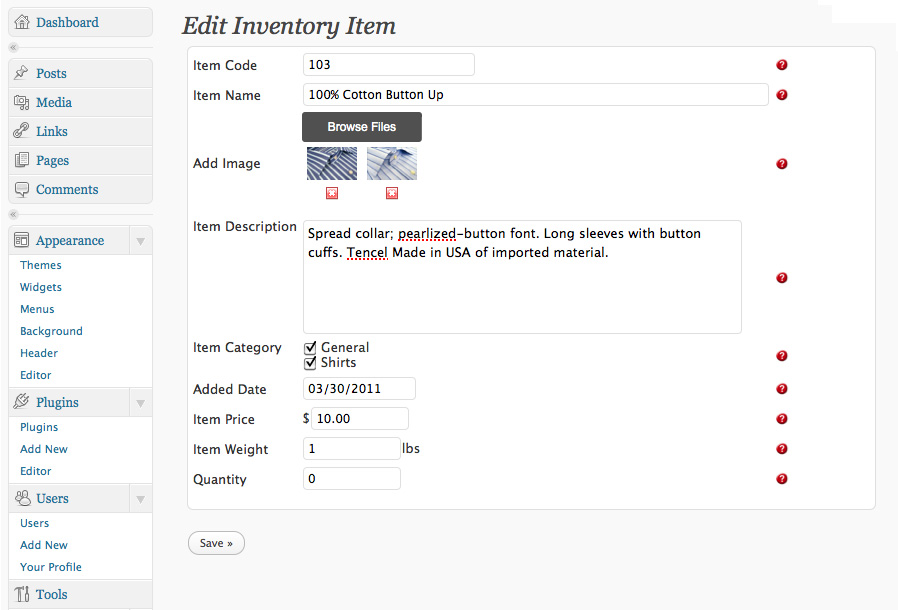 Dashboard
«
Posts
Media
Links
Pages
Comments
«
Appearance
Themes
Widgets
Menus
Background
Header
Editor
Plugins
Plugins
Add New
Editor
Users
Users
Add New
Your Profile
Tools
Edit Inventory Item
Item Code 103 ?
Item Name 100% Cotton Button Up ?
Browse Files
Add Image ?
Item Description Spread collar; pearlized-button font. Long sleeves with button
cuffs. Tencel Made in USA of imported material.
?
Item Category General
Shirts ?
Added Date 03/30/2011 ?
Item Price $ 10.00 ?
Item Weight 1 lbs ?
Quantity 0 ?
Save »